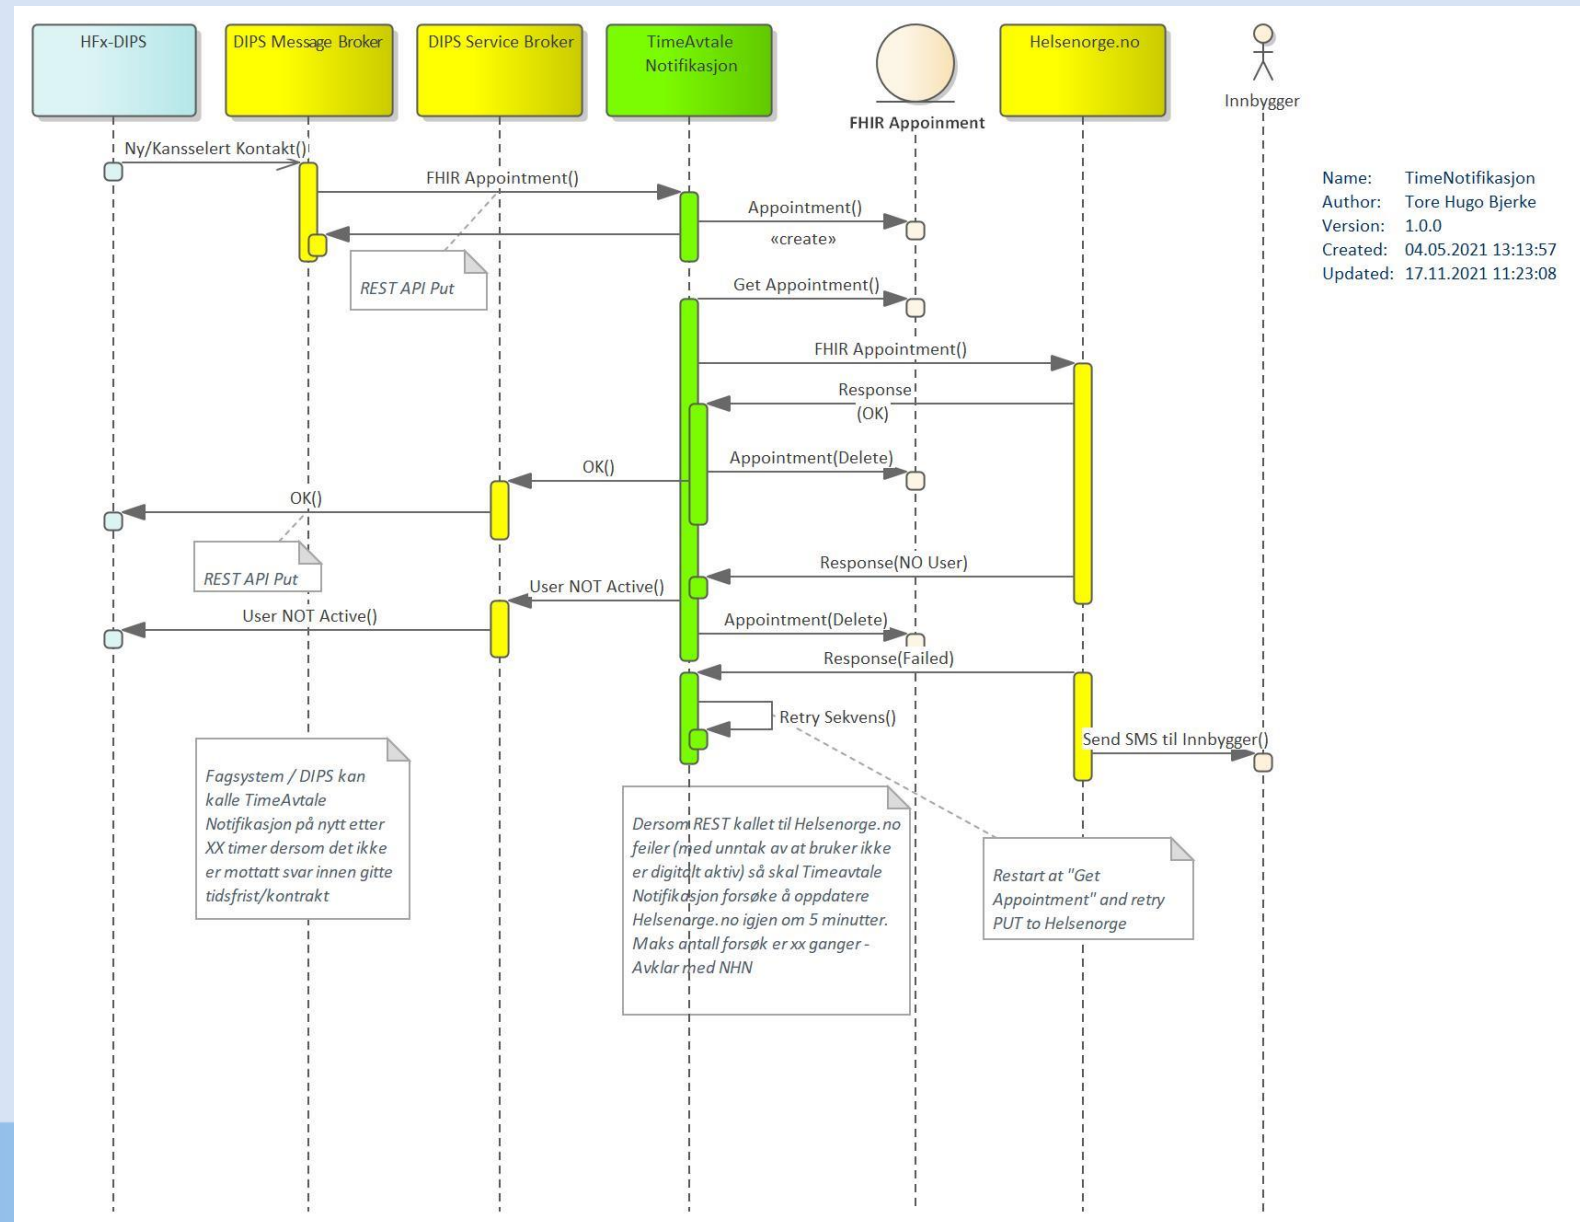 HFx-DIPS
DIPS Message Broker
DIPS Service Broker
TimeAvtale
Notifikasjon
FHIR Appoinment
Helsenorge.no
Innbygger
Name: TimeNotifikasjon
Author: Tore Hugo Bjerke
Version: 1.0.0
Created: 04.05.2021 13:13:57
Updated: 17.11.2021 11:23:08
Ny/Kansselert Kontakt()
FHIR Appointment()
Appointment()
«create»
REST API Put
Get Appointment()
FHIR Appointment()
Response
(OK)
Appointment(Delete)
OK()
OK()
REST API Put
Response(NO User)
User NOT Active()
User NOT Active()
Appointment(Delete)
Response(Failed)
Retry Sekvens()
Send SMS til Innbygger()
Fagsystem / DIPS kan
kalle TimeAvtale
Notifikasjon på nytt etter
XX timer dersom det ikke
er mottatt svar innen gitte
tidsfrist/kontrakt
Dersom REST kallet til Helsenorge.no
feiler (med unntak av at bruker ikke
er digitalt aktiv) så skal Timeavtale
Notifikasjon forsøke å oppdatere
Helsenorge.no igjen om 5 minutter.
Maks antall forsøk er xx ganger -
Avklar med NHN
Restart at "Get
Appointment" and retry
PUT to Helsenorge